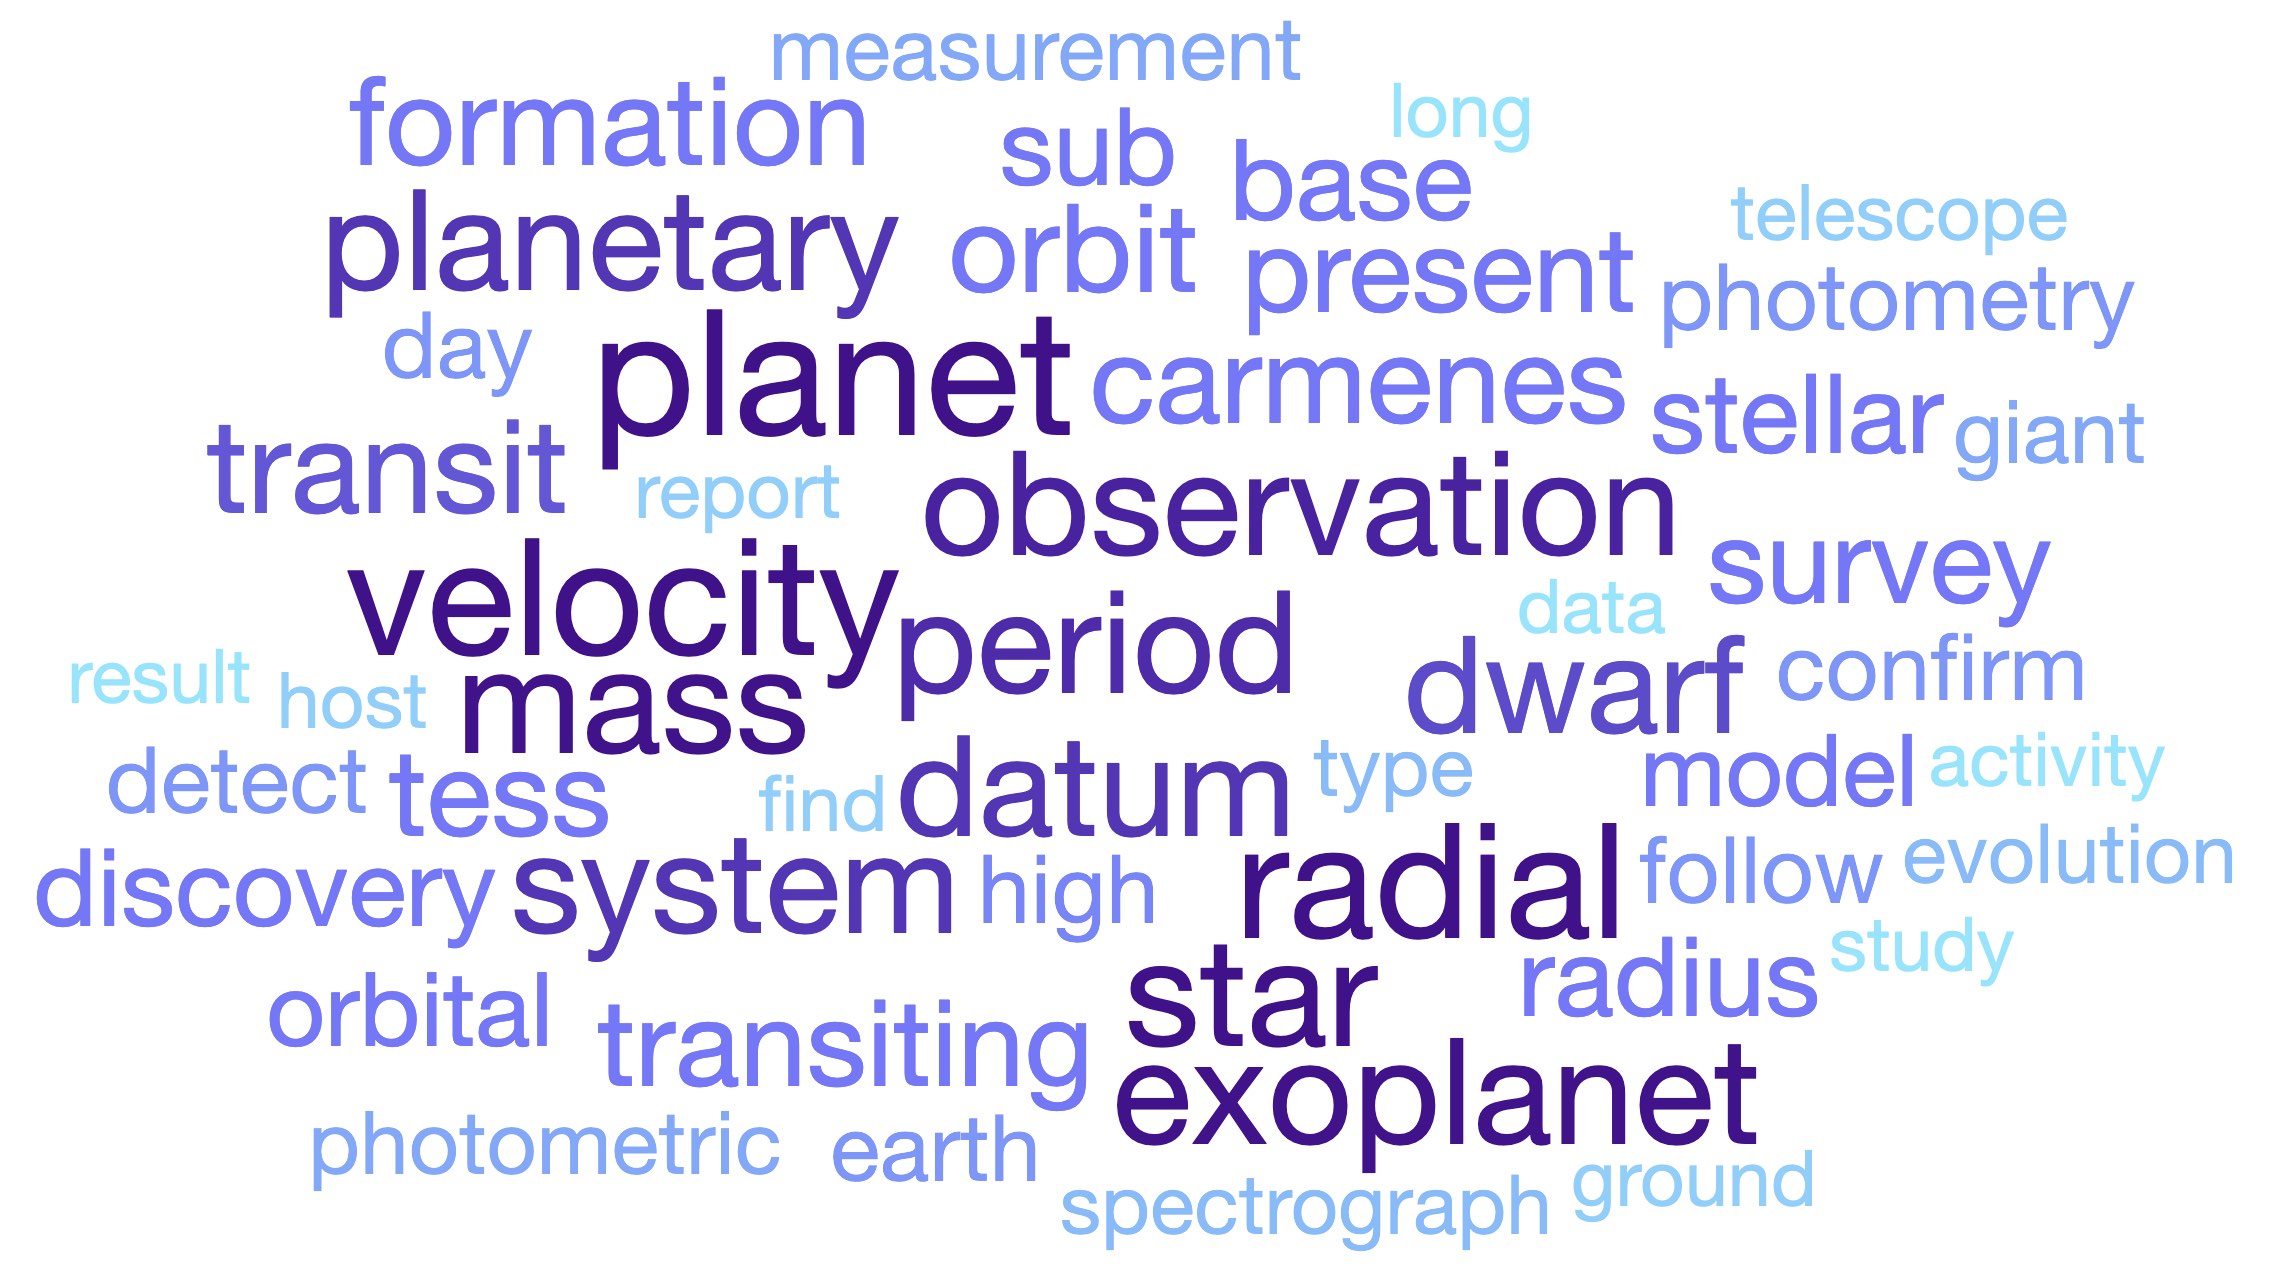 measurement
formation
long
sub
base
telescope
planetary
orbit
present
photometry
day
planet
carmenes
stellar
giant
transit
report
observation
survey
velocity
data
period
result
host
mass
dwarf
confirm
detect
tess
find
datum
type
model
activity
discovery
system
high
radial
follow
evolution
study
orbital
star
radius
transiting
exoplanet
photometric
earth
spectrograph
ground